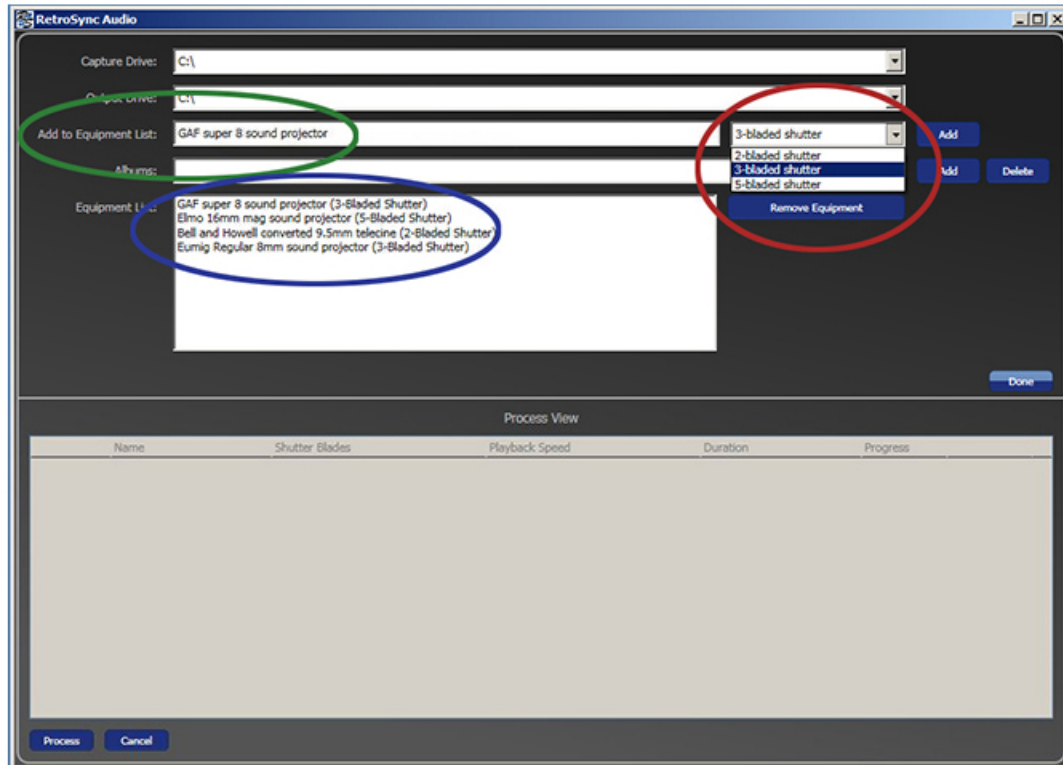 RetroSync Audio
Capture Drive: C:\
Output Drive: C:\
Add to Equipment List: GAF super 8 sound projector 3-bladed shutter Add
2-bladed shutter
3-bladed shutter
5-bladed shutter
Albums: Add Delete
Equipment List: GAF super 8 sound projector (3-Bladed Shutter)
Elmo 16mm mag sound projector (5-Bladed Shutter)
Bell and Howell converted 9.5mm telecine (2-Bladed Shutter)
Eumig Regular 8mm sound projector (3-Bladed Shutter)
Remove Equipment
Done
Process View
Name Shutter Blades Playback Speed Duration Progress
Process Cancel